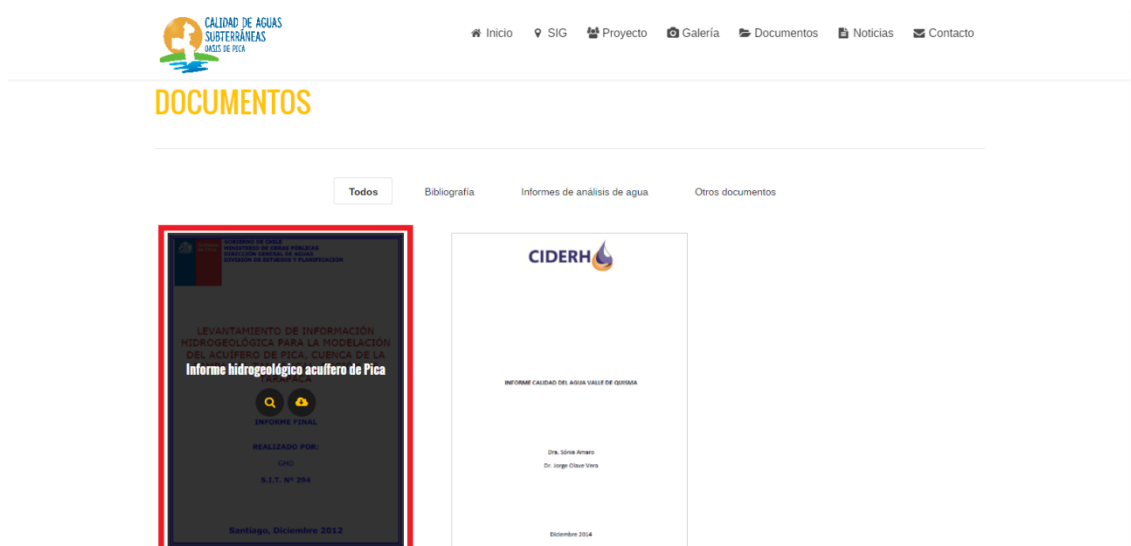 CALIDAD DE AGUAS
SUBTERRÁNEAS
OASIS DE PICA
Inicio SIG Proyecto Galería Documentos Noticias Contacto
DOCUMENTOS
Todos Bibliografía Informes de análisis de agua Otros documentos
GOBIERNO DE CHILE
MINISTERIO DE OBRAS PÚBLICAS
DIRECCIÓN GENERAL DE AGUAS
DIVISIÓN DE ESTUDIOS Y PLANIFICACIÓN
LEVANTAMIENTO DE INFORMACIÓN
HIDROGEOLÓGICA PARA LA MODELACIÓN
DEL ACUÍFERO DE PICA, CUENCA DE LA
Informe hidrogeológico acuífero de Pica
TARAPACÁ
INFORME FINAL
REALIZADO POR:
GHD
S.I.T. Nº 294
Santiago, Diciembre 2012
CIDERH
INFORME CALIDAD DEL AGUA VALLE DE QUISMA
Dra. Sônia Amaro
Dr. Jorge Olave Vera
Diciembre 2014